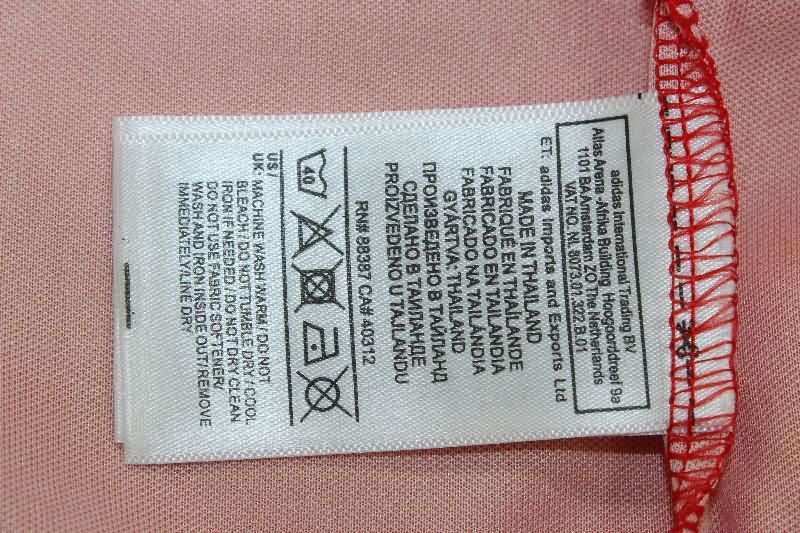 adidas International Trading BV
Atlas Arena -Afrika Building Hoogoorddreef 9a
1101 BA Amsterdam ZO The Netherlands
VAT NO. NL 8073.01.322.B.01
ET: adidas Imports and Exports Ltd
MADE IN THAILAND
FABRIQUÉ EN THAÏLANDE
FABRICADO EN TAILANDIA
FABRICADO NA TAILÂNDIA
GYÁRTVA: THAILAND
ПРОИЗВЕДЕНО В ТАЙЛАНД
СДЕЛАНО В ТАИЛАНДЕ
PROIZVEDENO U TAJLANDU
RN# 88387 CA# 40312
40
US /
UK: MACHINE WASH WARM / DO NOT
BLEACH / DO NOT TUMBLE DRY / COOL
IRON IF NEEDED / DO NOT DRY CLEAN
DO NOT USE FABRIC SOFTENER/
WASH AND IRON INSIDE OUT/ REMOVE
IMMEDIATELY/LINE DRY